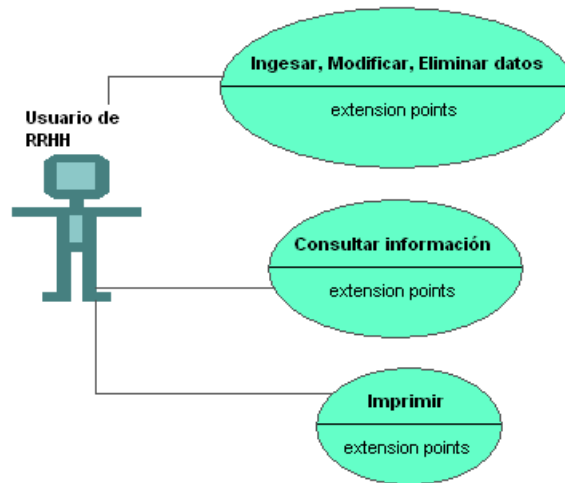 Ingesar, Modificar, Eliminar datos
extension points
Usuario de
RRHH
Consultar información
extension points
Imprimir
extension points